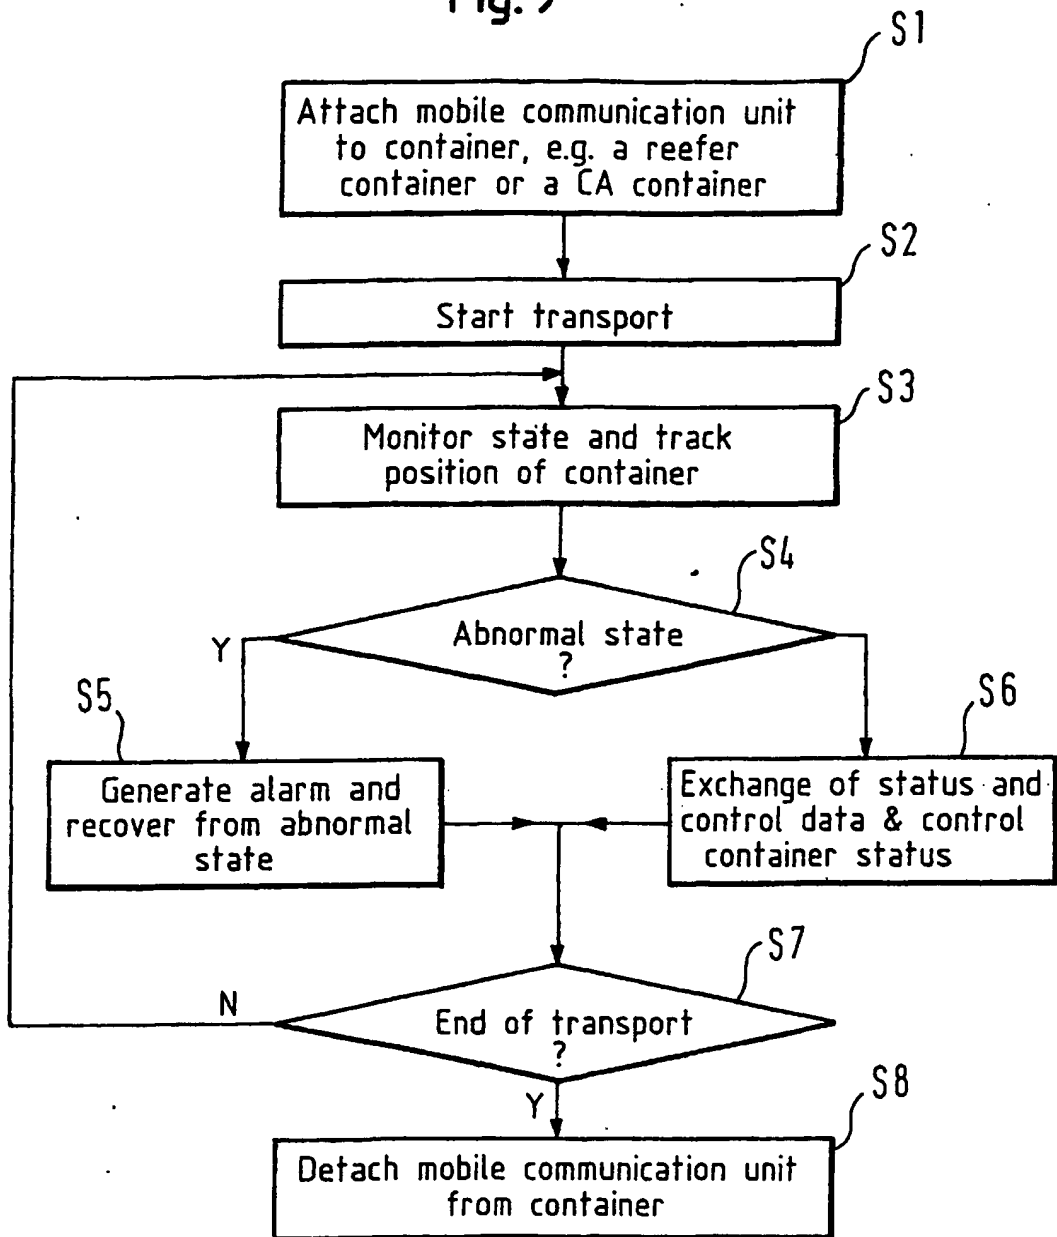 S1
Attach mobile communication unit
to container, e.g. a reefer
container or a CA container
S2
Start transport
S3
Monitor state and track
position of container
S4
Abnormal state
?
Y
S5
Generate alarm and
recover from abnormal
state
S6
Exchange of status and
control data & control
container status
S7
End of transport
?
N
Y
S8
Detach mobile communication unit
from container